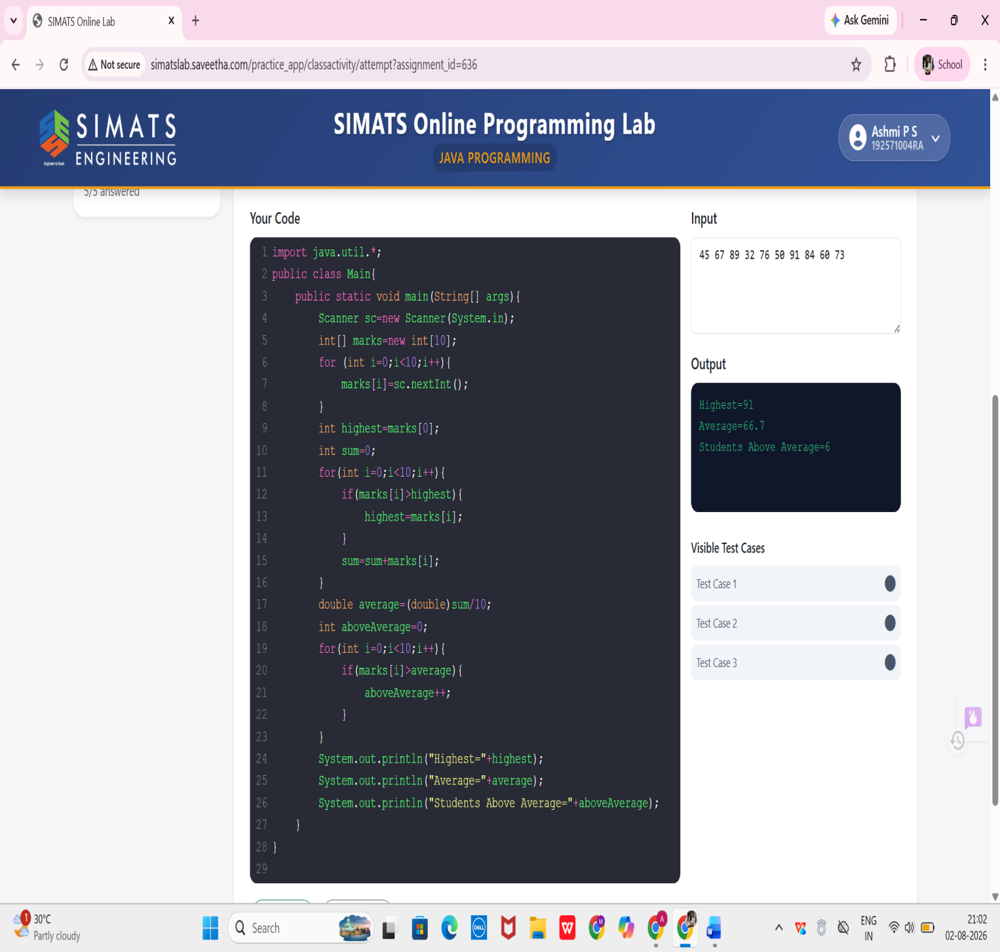 SIMATS Online Lab
Ask Gemini
Not secure
simatslab.saveetha.com/practice_app/classactivity/attempt?assignment_id=636
School
SIMATS
ENGINEERING
Engineer to Excel
SIMATS Online Programming Lab
JAVA PROGRAMMING
Ashmi P S
192571004RA
5/5 answered
Your Code
1 import java.util.*;
2 public class Main{
3     public static void main(String[] args){
4         Scanner sc=new Scanner(System.in);
5         int[] marks=new int[10];
6         for (int i=0;i<10;i++){
7             marks[i]=sc.nextInt();
8         }
9         int highest=marks[0];
10         int sum=0;
11         for(int i=0;i<10;i++){
12             if(marks[i]>highest){
13                 highest=marks[i];
14             }
15             sum=sum+marks[i];
16         }
17         double average=(double)sum/10;
18         int aboveAverage=0;
19         for(int i=0;i<10;i++){
20             if(marks[i]>average){
21                 aboveAverage++;
22             }
23         }
24         System.out.println("Highest="+highest);
25         System.out.println("Average="+average);
26         System.out.println("Students Above Average="+aboveAverage);
27     }
28 }
29
Input
45 67 89 32 76 50 91 84 60 73
Output
Highest=91
Average=66.7
Students Above Average=6
Visible Test Cases
Test Case 1
Test Case 2
Test Case 3
1
30°C
Partly cloudy
Search
DELL
W
M
A
W
ENG
IN
21:02
02-08-2026